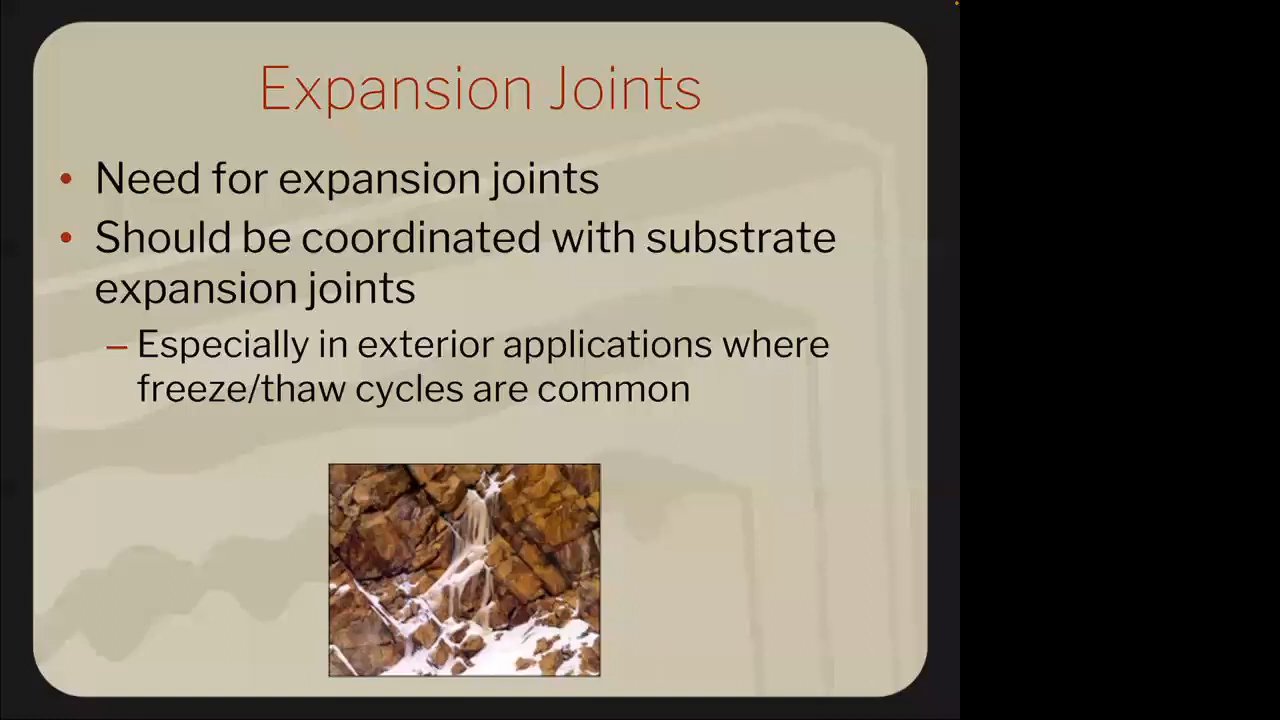 Expansion Joints
• Need for expansion joints
• Should be coordinated with substrate
expansion joints
– Especially in exterior applications where
freeze/thaw cycles are common